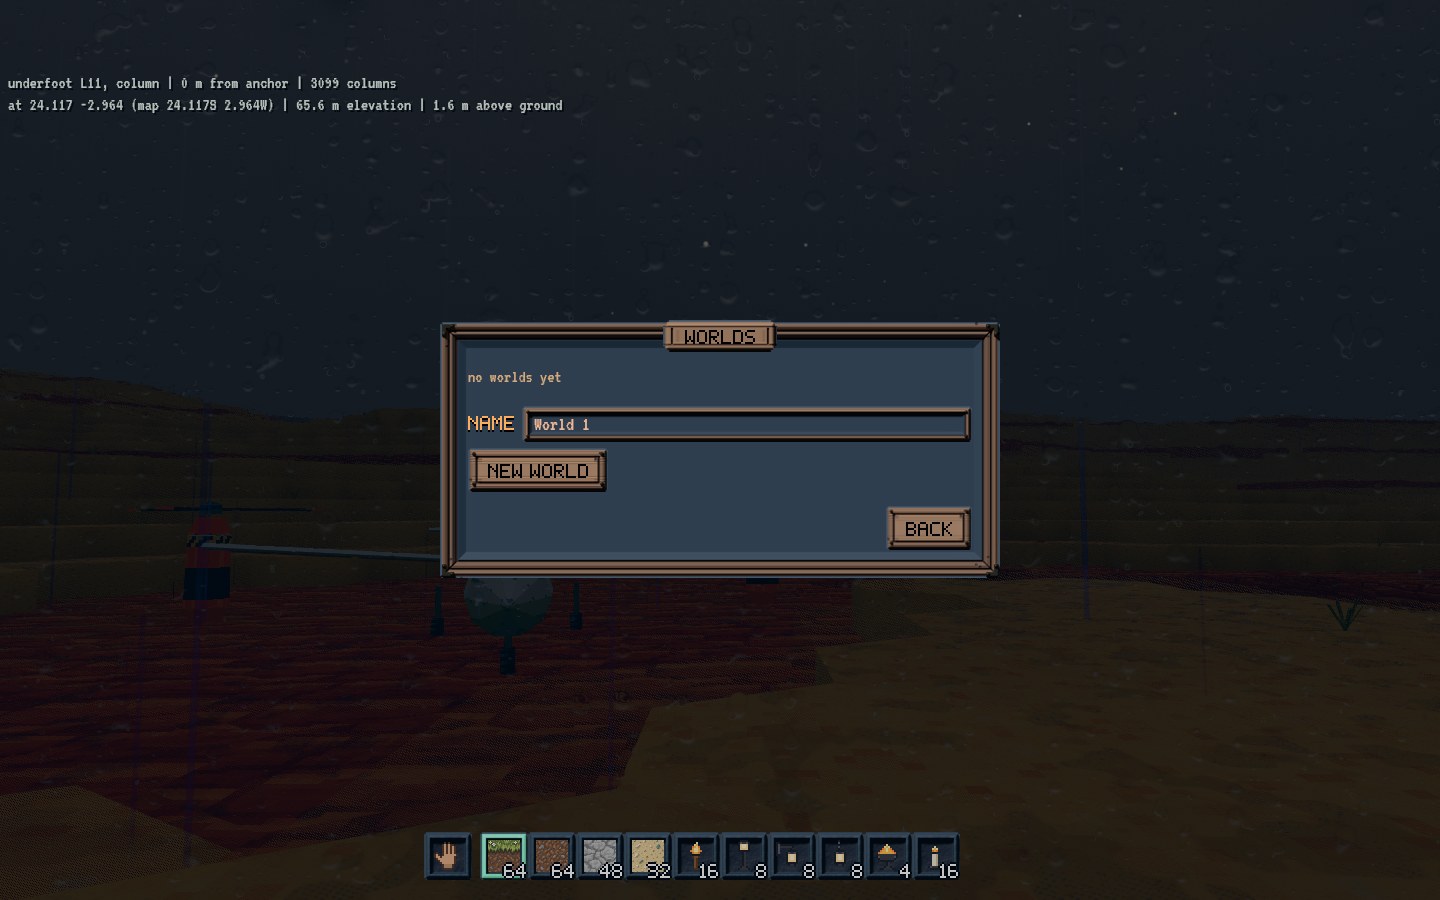 underfoot L11, column | 0 m from anchor | 3099 columns
at 24.117 -2.964 (map 24.117S 2.964W) | 65.6 m elevation | 1.6 m above ground
WORLDS
no worlds yet
NAME World 1
NEW WORLD
BACK
64 64 48 32 16 8 8 8 4 16